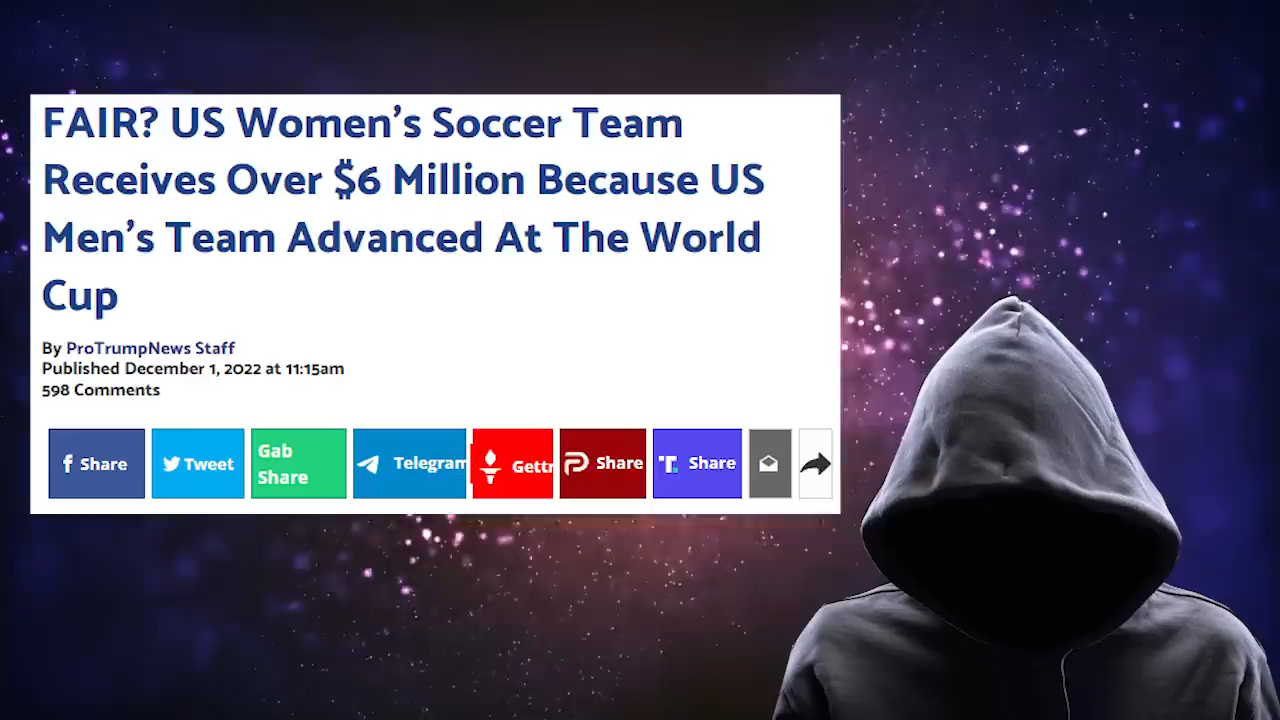 FAIR? US Women’s Soccer Team
Receives Over $6 Million Because US
Men’s Team Advanced At The World
Cup
By ProTrumpNews Staff
Published December 1, 2022 at 11:15am
598 Comments
Share
Tweet
Gab
Share
Telegram
Gettr
Share
Share